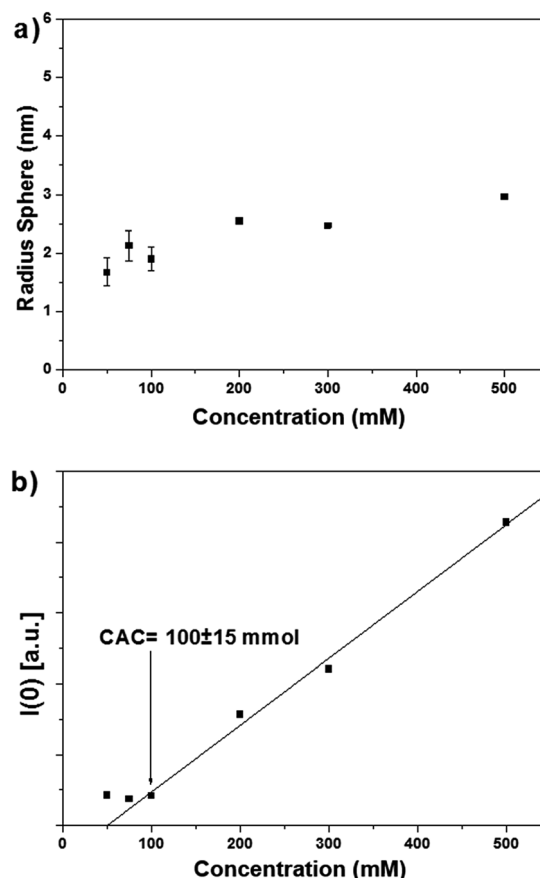 a)
6
5
4
3
2
1
0
Radius Sphere (nm)
0 100 200 300 400 500
Concentration (mM)
b)
I(0) [a.u.]
CAC= 100±15 mmol
0 100 200 300 400 500
Concentration (mM)